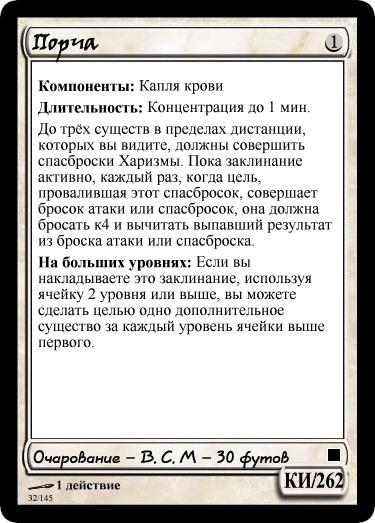 Порча
1
Компоненты: Капля крови
Длительность: Концентрация до 1 мин.
До трёх существ в пределах дистанции,
которых вы видите, должны совершить
спасброски Харизмы. Пока заклинание
активно, каждый раз, когда цель,
провалившая этот спасбросок, совершает
бросок атаки или спасбросок, она должна
бросать к4 и вычитать выпавший результат
из броска атаки или спасброска.
На больших уровнях: Если вы
накладываете это заклинание, используя
ячейку 2 уровня или выше, вы можете
сделать целью одно дополнительное
существо за каждый уровень ячейки выше
первого.
Очарование – В, С, М – 30 футов
КИ/262
1 действие
32/145